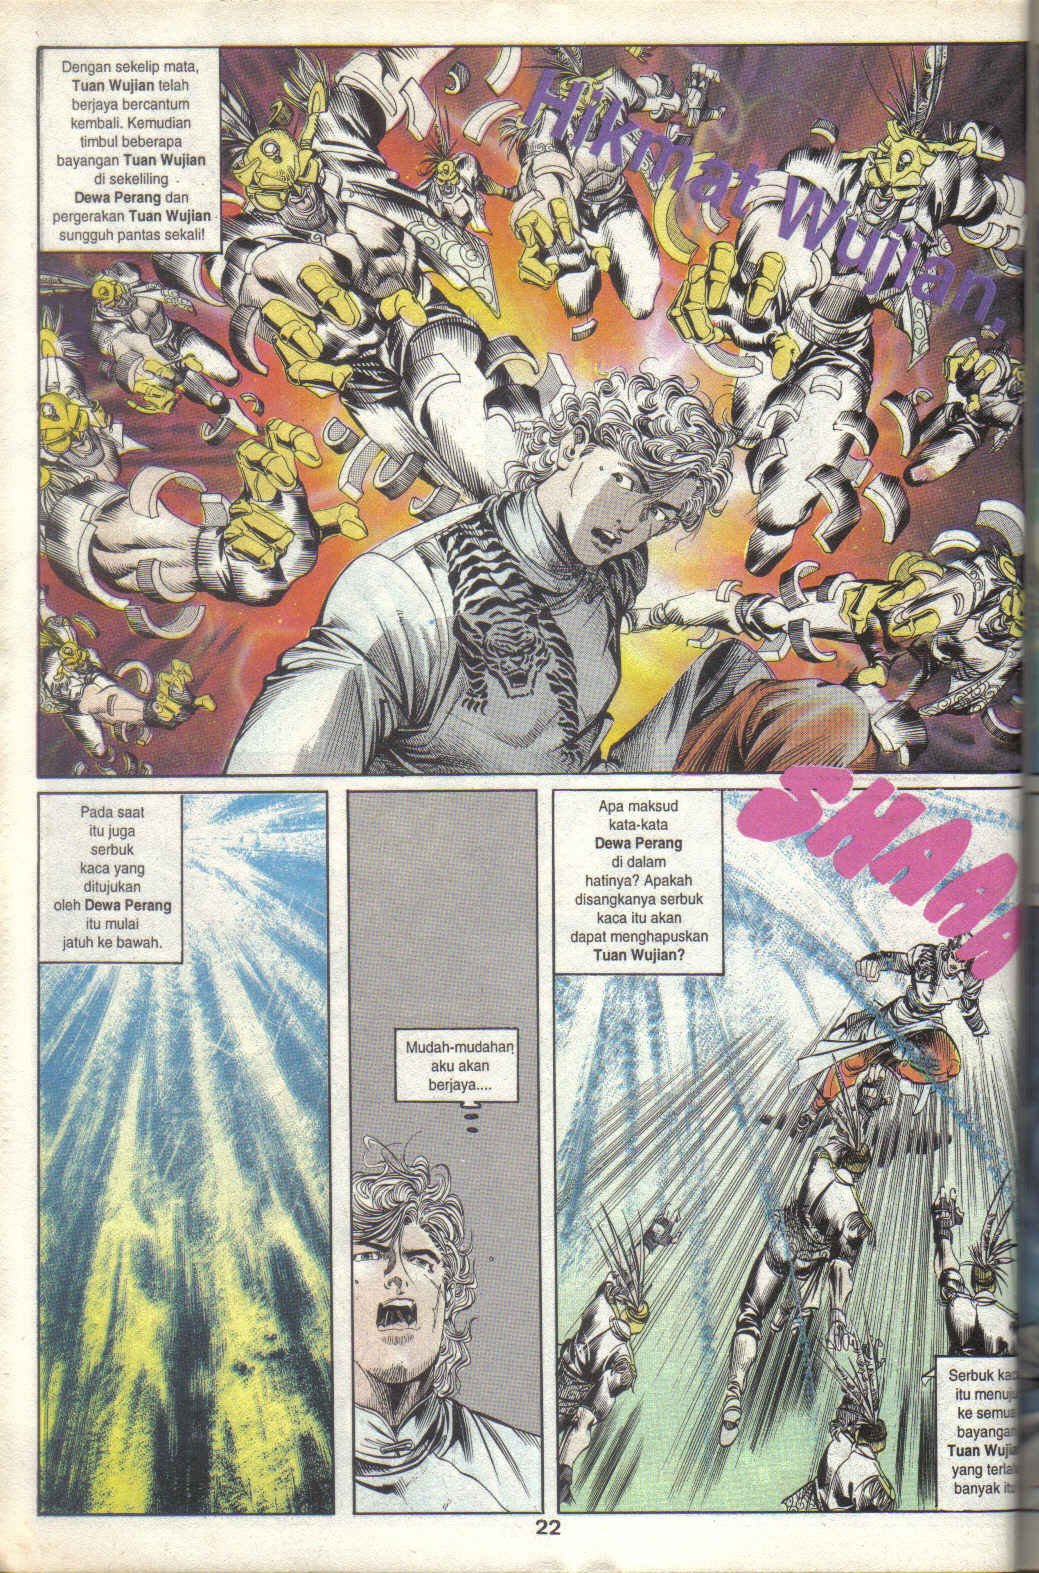 Dengan sekelip mata,
Tuan Wujian telah
berjaya bercantum
kembali. Kemudian
timbul beberapa
bayangan Tuan Wujian
di sekeliling
Dewa Perang dan
pergerakan Tuan Wujian
sungguh pantas sekali!
Hikmat Wujian,
Pada saat
itu juga
serbuk
kaca yang
ditujukan
oleh Dewa Perang
itu mulai
jatuh ke bawah.
Mudah-mudahan
aku akan
berjaya....
Apa maksud
kata-kata
Dewa Perang
di dalam
hatinya? Apakah
disangkanya serbuk
kaca itu akan
dapat menghapuskan
Tuan Wujian?
SHAAA
Serbuk
itu
ke
bayangan
Tuan
yang
banyak
22